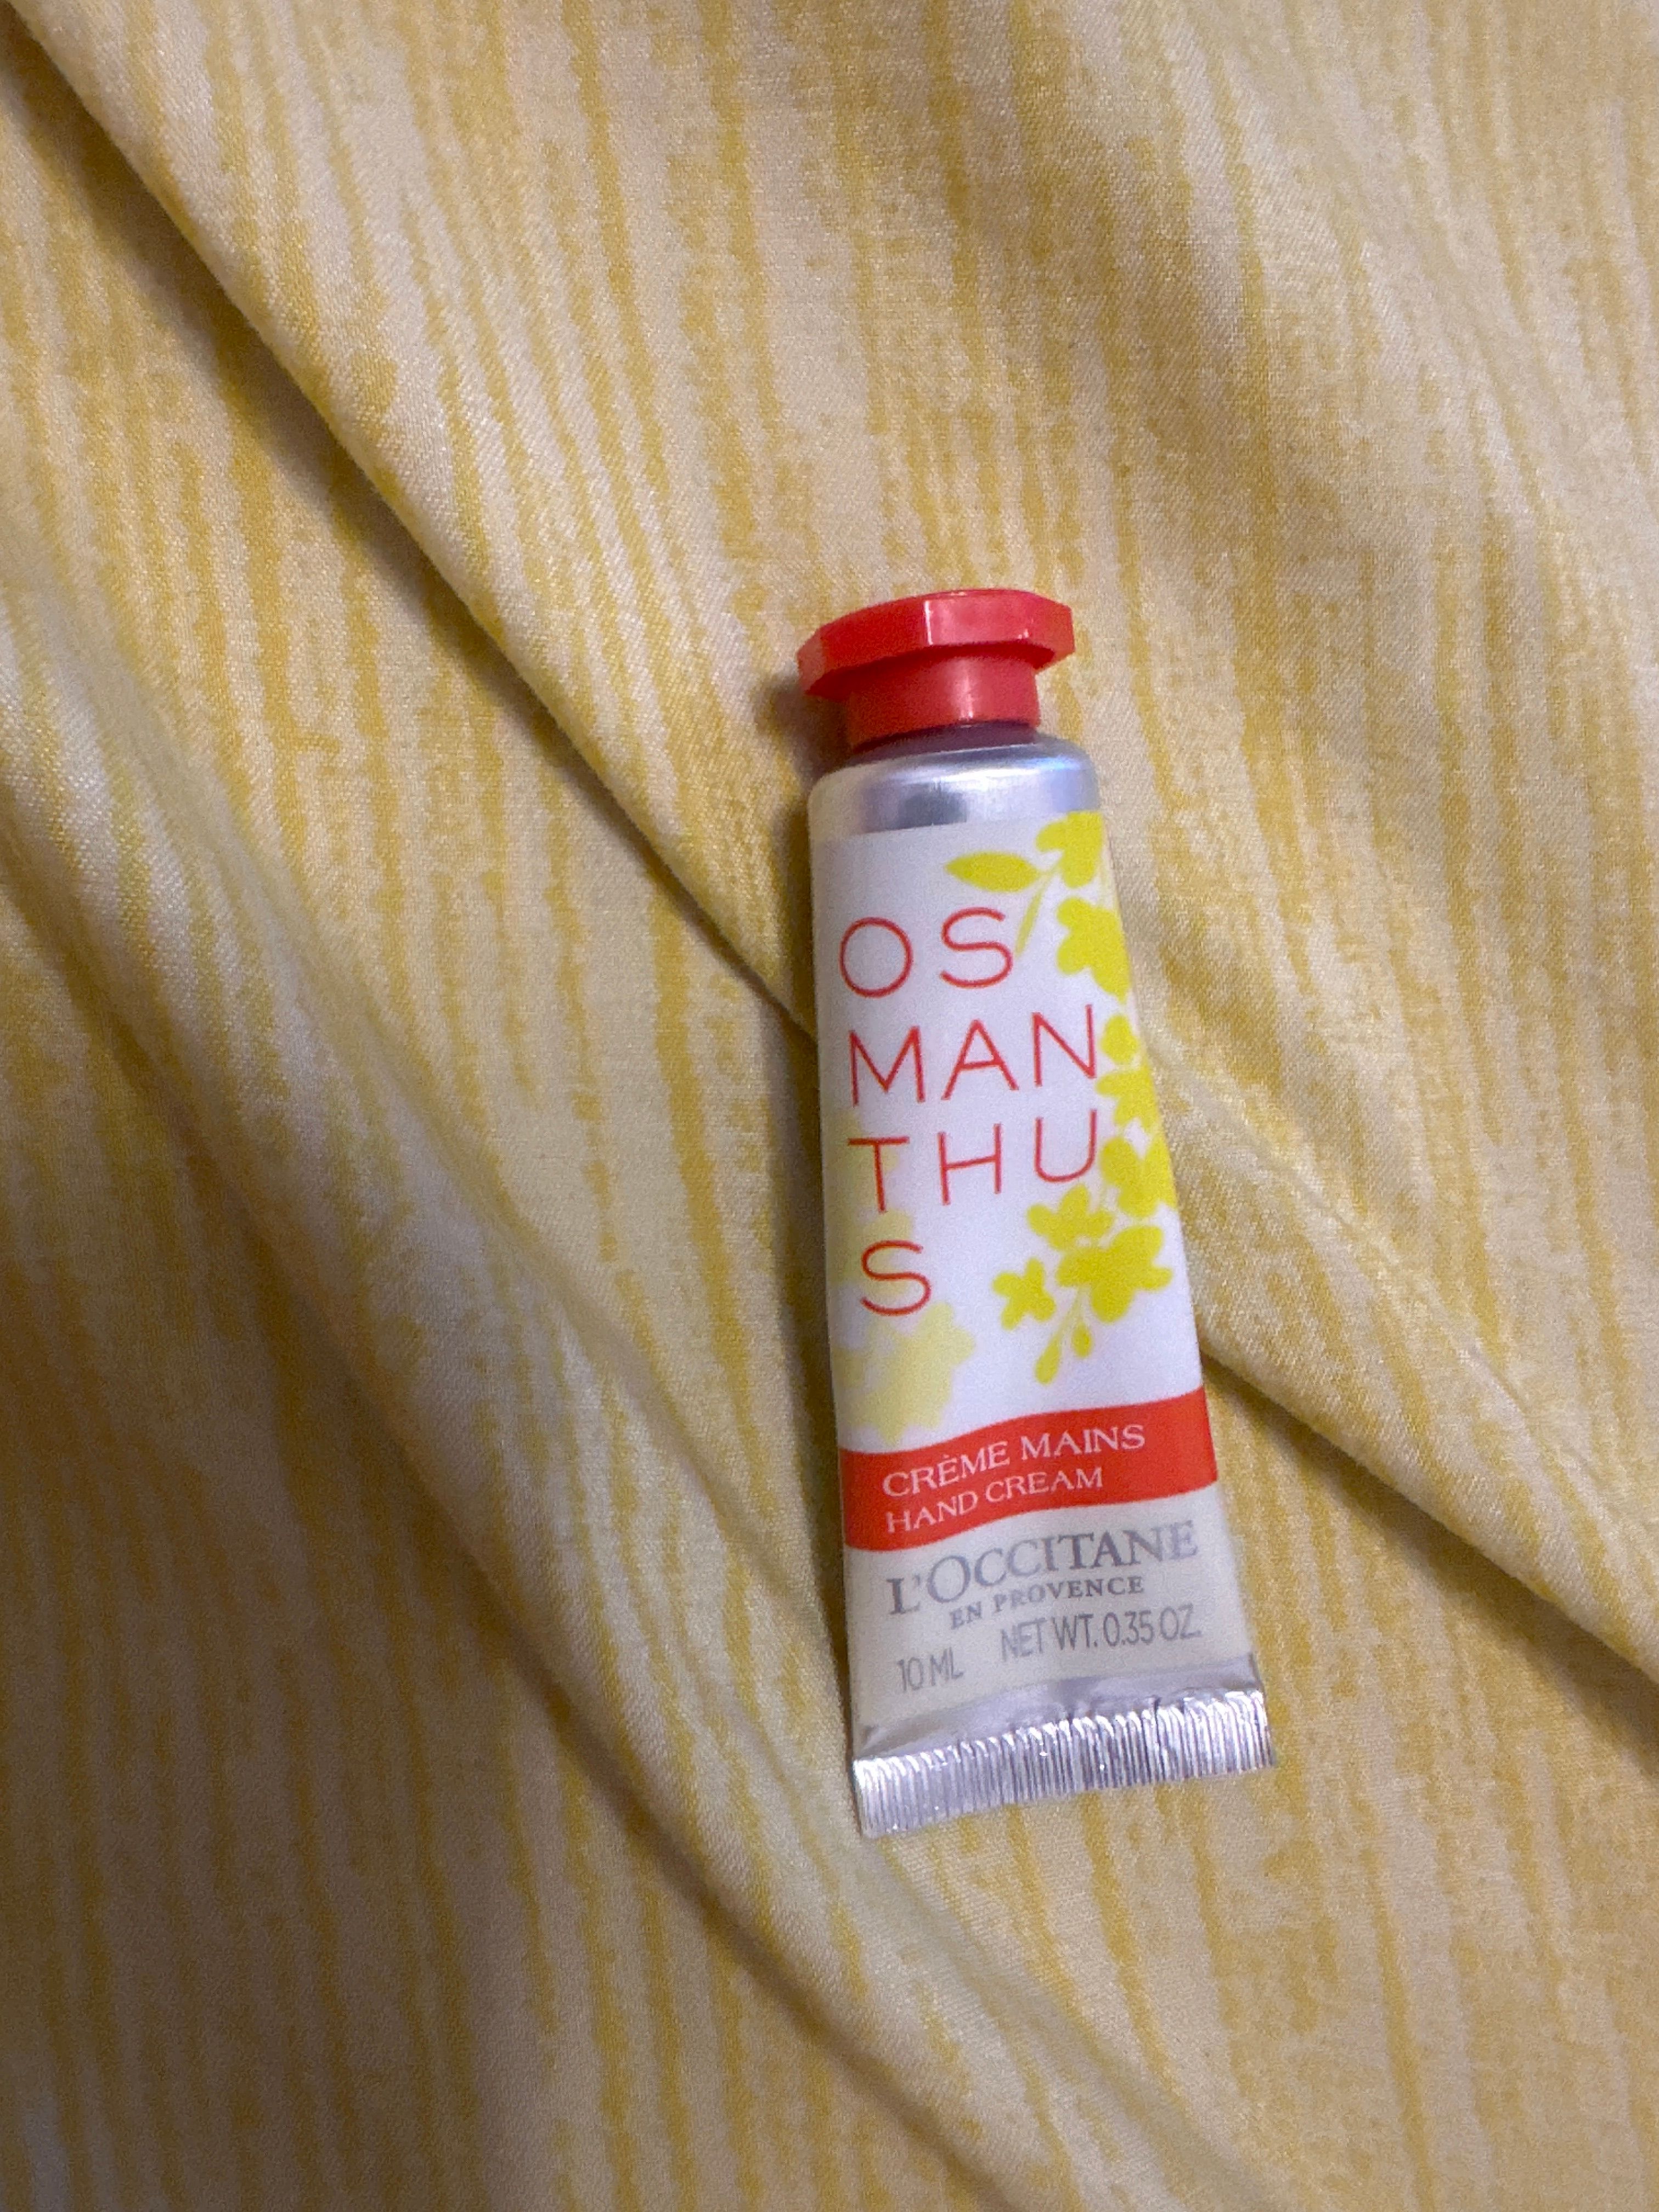 OS
MAN
THU
S
CRÈME MAINS
HAND CREAM
L'OCCITANE
EN PROVENCE
10 ML NET WT. 0.35 OZ.